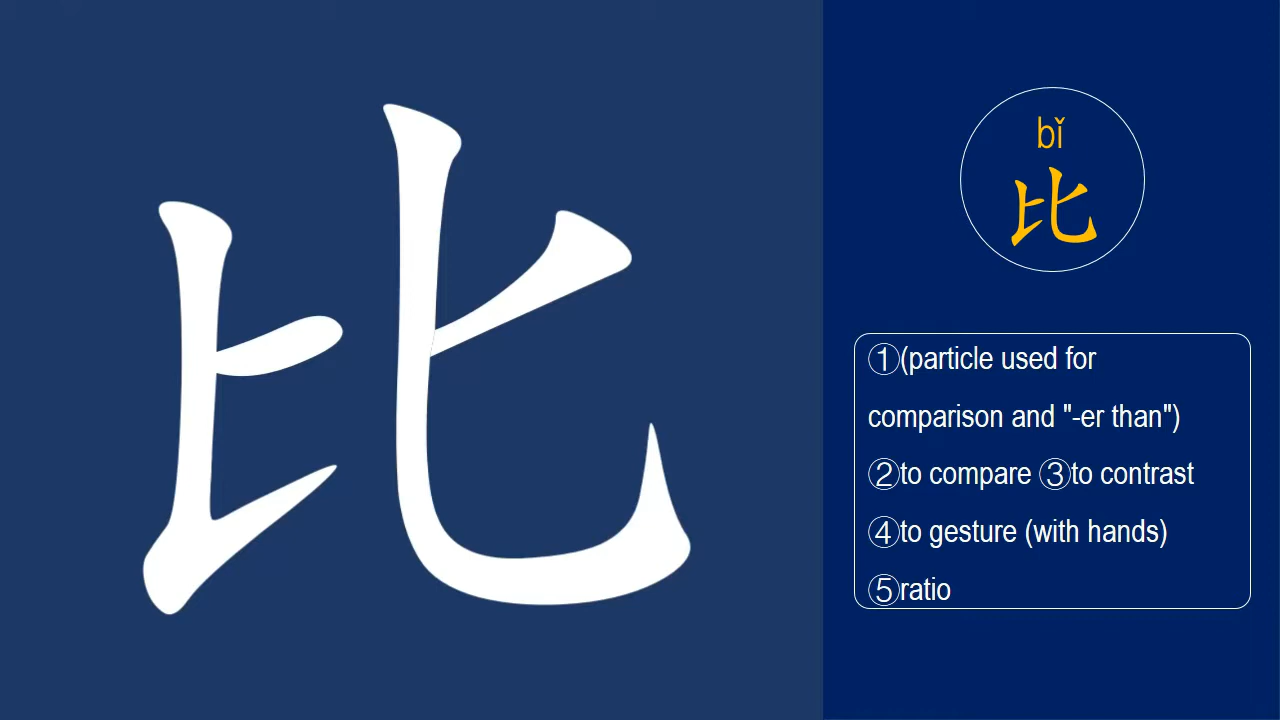 比
bǐ
比
①(particle used for
comparison and "-er than")
②to compare ③to contrast
④to gesture (with hands)
⑤ratio